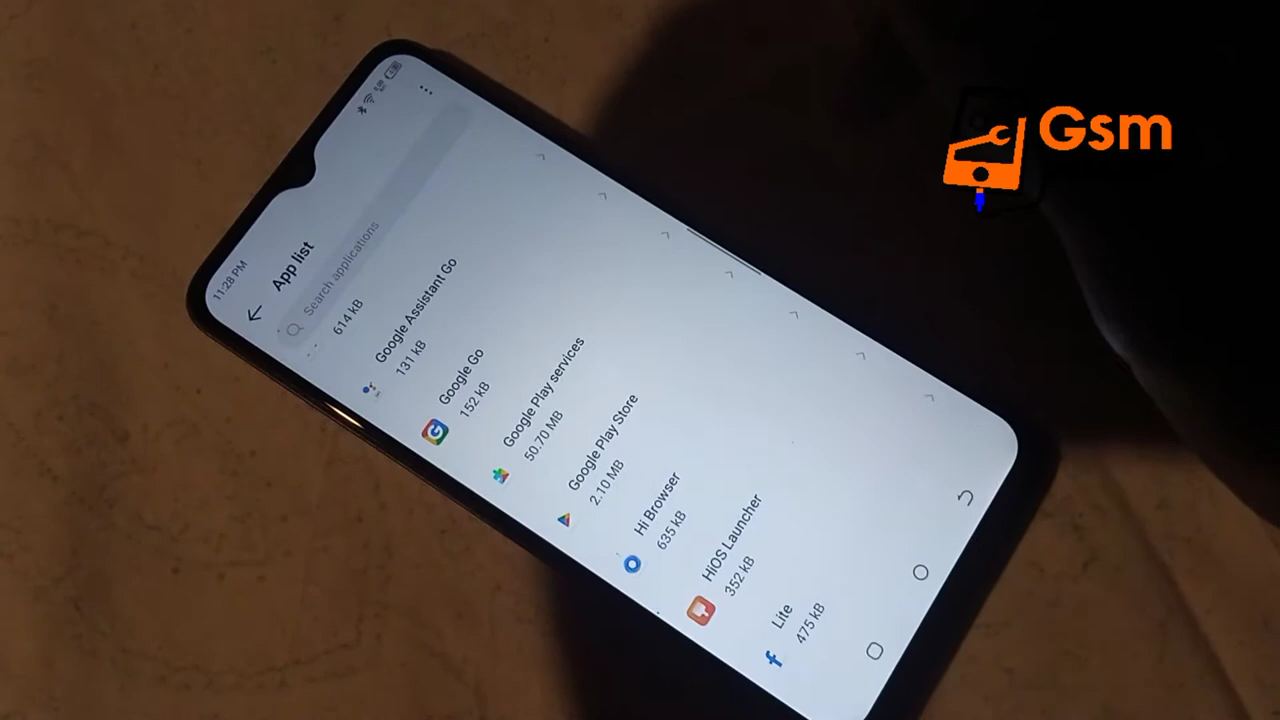 11:28 PM
App list
Search applications
614 kB
Google Assistant Go
131 kB
Google Go
152 kB
Google Play services
50.70 MB
Google Play Store
2.10 MB
Hi Browser
635 kB
HiOS Launcher
352 kB
Lite
475 kB
Gsm